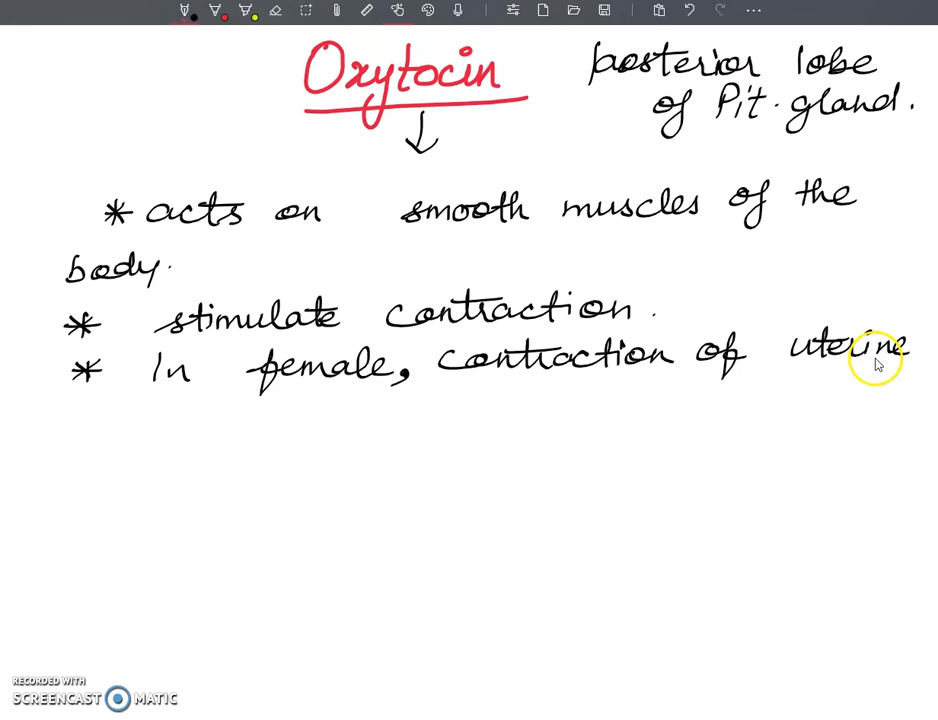 Oxytocin
posterior lobe
of Pit. gland.
* acts on smooth muscles of the
body.
* stimulate contraction.
* In female, contraction of uterine
RECORDED WITH
SCREENCAST MATIC